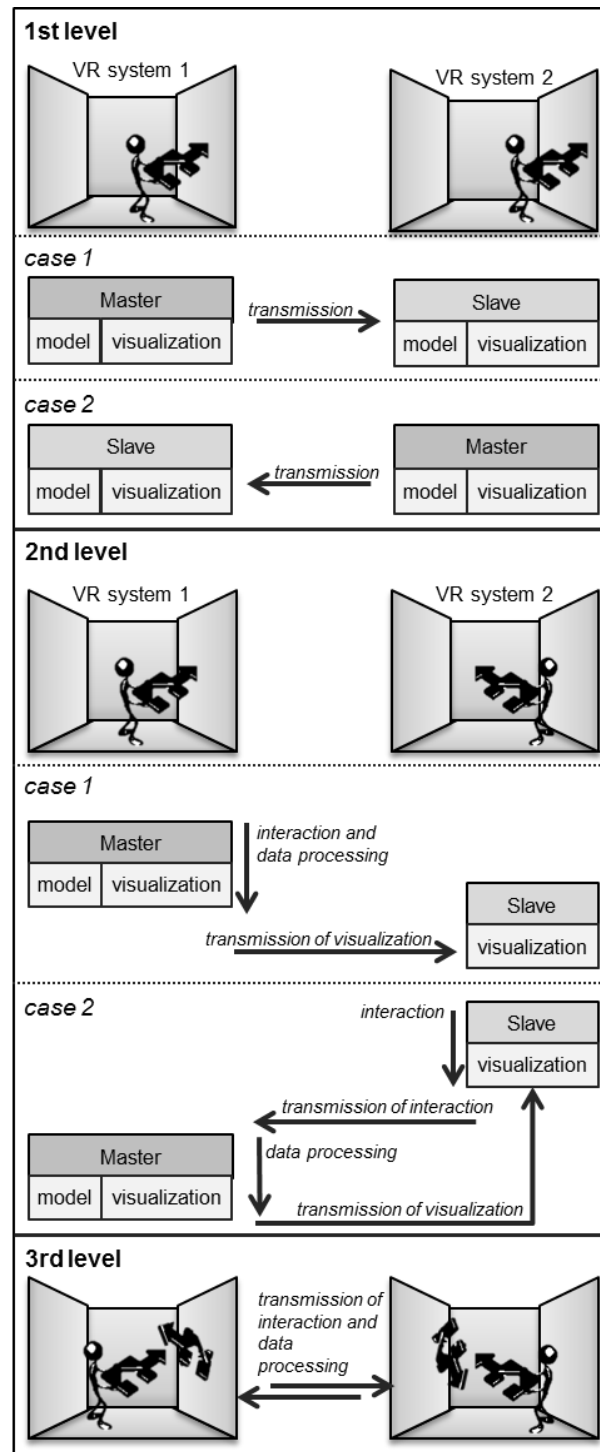 1st level
VR system 1
VR system 2
case 1
Master
model
visualization
transmission
Slave
model
visualization
case 2
Slave
model
visualization
transmission
Master
model
visualization
2nd level
VR system 1
VR system 2
case 1
Master
model
visualization
interaction and
data processing
transmission of visualization
Slave
visualization
case 2
interaction
Slave
visualization
transmission of interaction
Master
model
visualization
data processing
transmission of visualization
3rd level
transmission of
interaction and
data
processing